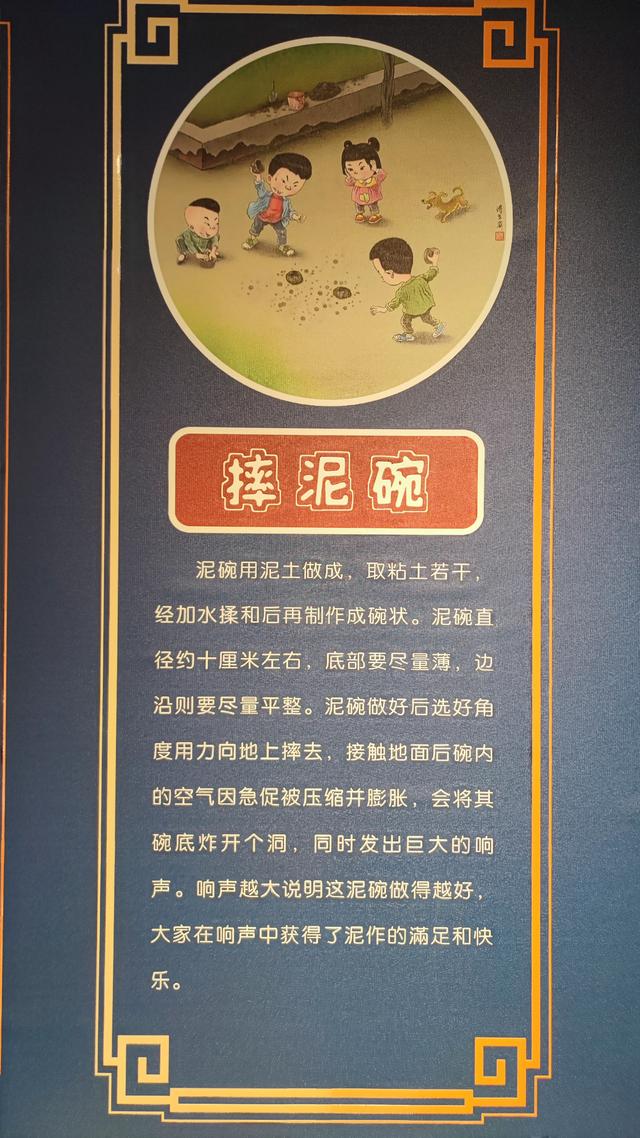 摔泥碗
泥碗用泥土做成，取粘土若干，
经加水揉和后再制作成碗状。泥碗直
径约十厘米左右，底部要尽量薄，边
沿则要尽量平整。泥碗做好后选好角
度用力向地上摔去，接触地面后碗内
的空气因急促被压缩并膨胀，会将其
碗底炸开个洞，同时发出巨大的响
声。响声越大说明这泥碗做得越好，
大家在响声中获得了泥作的滿足和快
乐。